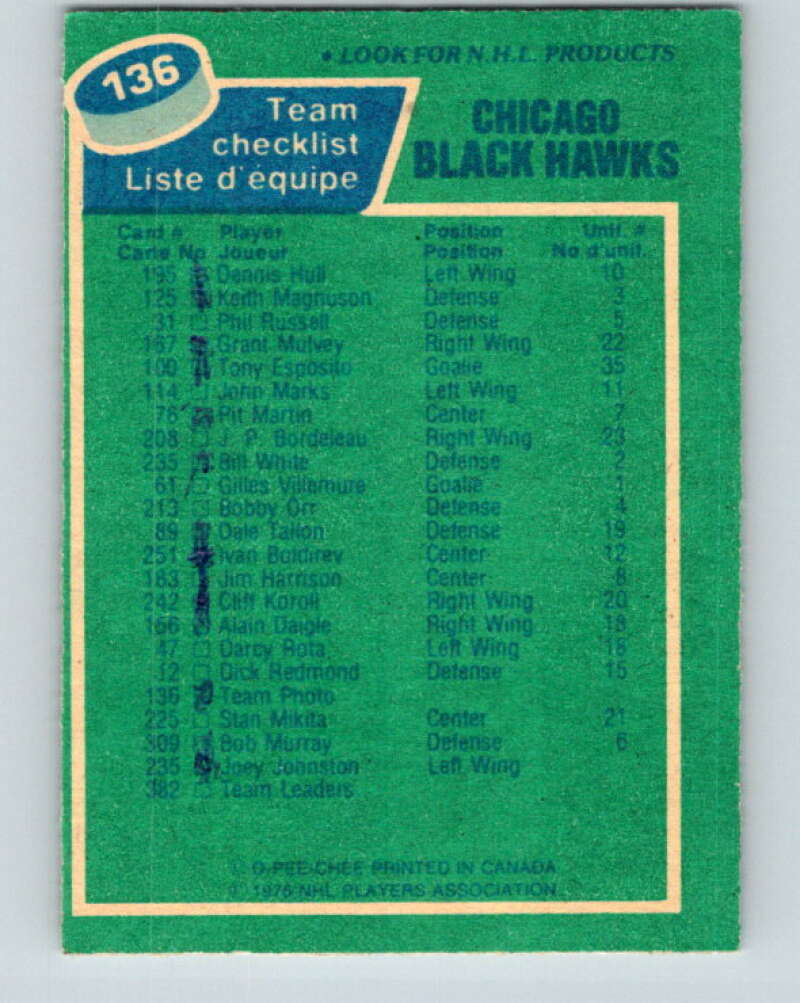 • LOOK FOR N.H.L. PRODUCTS
136
Team
checklist
Liste d'équipe
CHICAGO
BLACK HAWKS
Card # Player Position Unif. #
Carte No Joueur Position No d'unif.
195 Dennis Hull Left Wing 10
125 Keith Magnuson Defense 3
31 Phil Russell Defense 5
167 Grant Mulvey Right Wing 22
100 Tony Esposito Goalie 35
114 John Marks Left Wing 11
76 Pit Martin Center 7
208 J. P. Bordeleau Right Wing 23
235 Bill White Defense 2
61 Gilles Villemure Goalie 1
213 Bobby Orr Defense 4
89 Dale Tallon Defense 19
251 Ivan Boldirev Center 12
183 Jim Harrison Center 8
242 Cliff Koroll Right Wing 20
166 Alain Daigle Right Wing 18
47 Darcy Rota Left Wing 18
12 Dick Redmond Defense 15
136 Team Photo
225 Stan Mikita Center 21
309 Bob Murray Defense 6
235 Joey Johnston Left Wing
382 Team Leaders
© O-PEE-CHEE PRINTED IN CANADA
© 1976 NHL PLAYERS ASSOCIATION